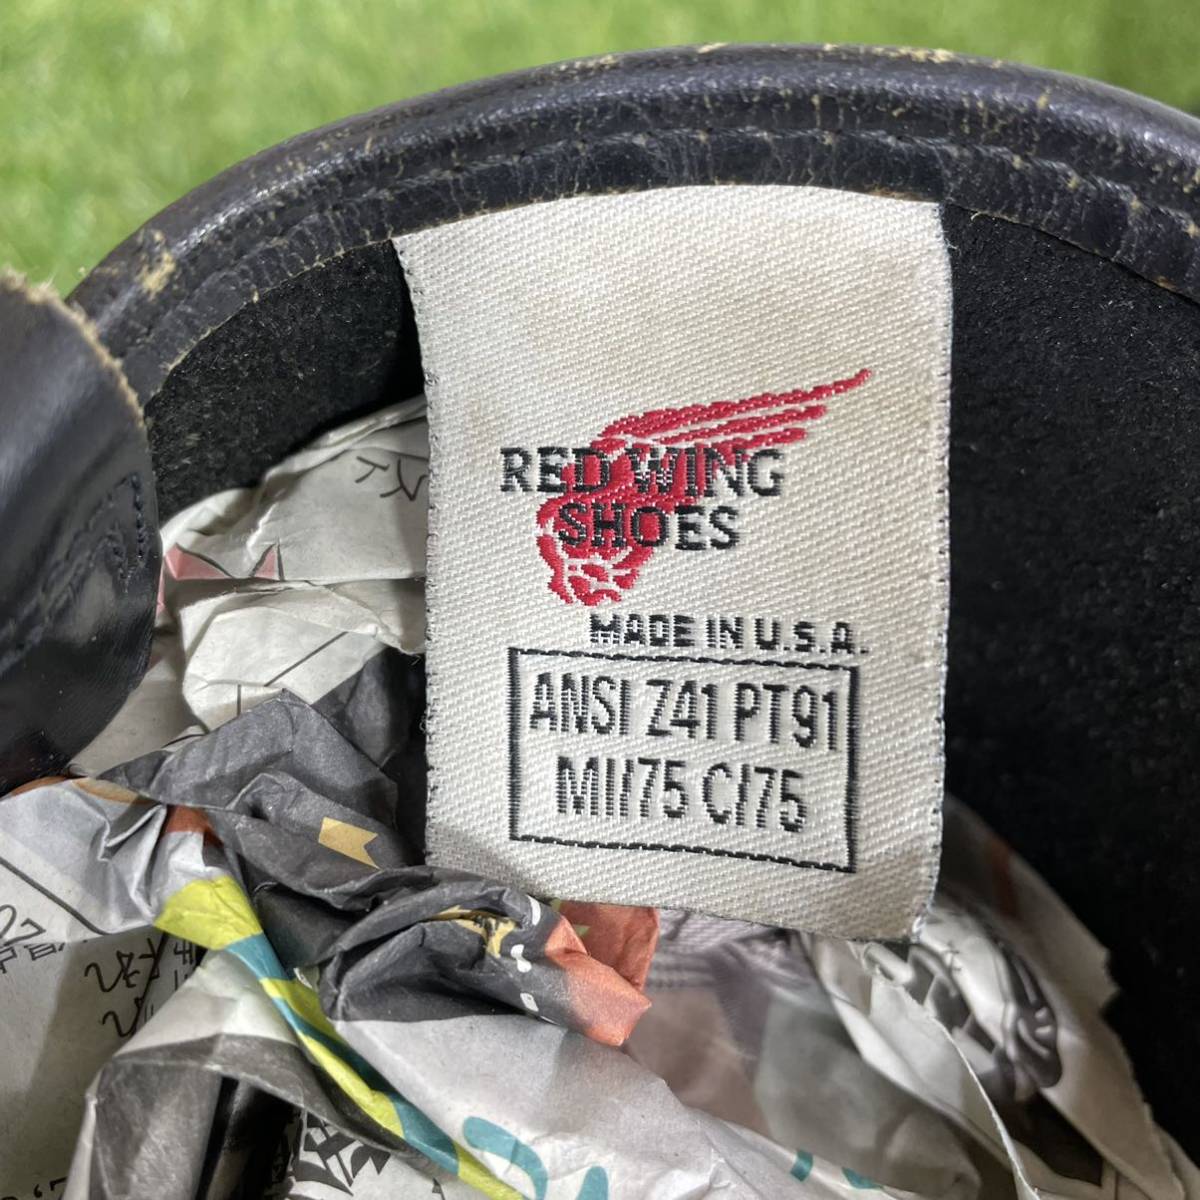 RED WING
SHOES
MADE IN U.S.A.
ANSI Z41 PT91
MI/75 C/75